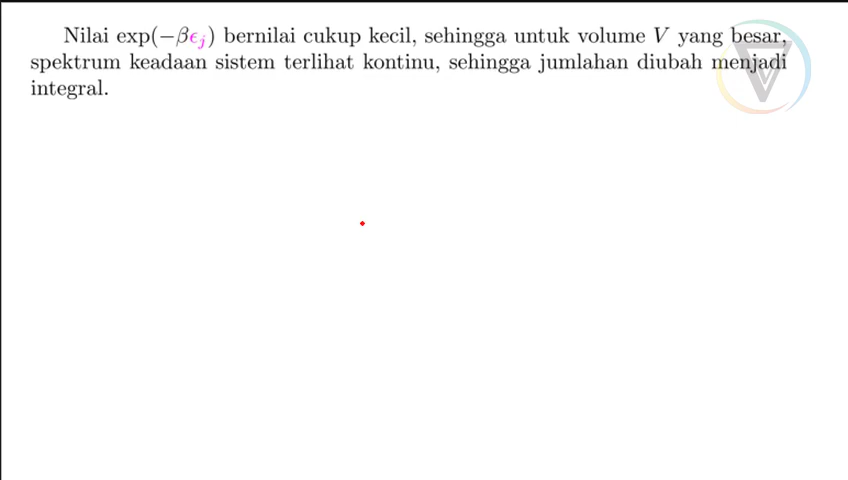 Nilai exp(−βϵⱼ) bernilai cukup kecil, sehingga untuk volume V yang besar,
spektrum keadaan sistem terlihat kontinu, sehingga jumlahan diubah menjadi
integral.